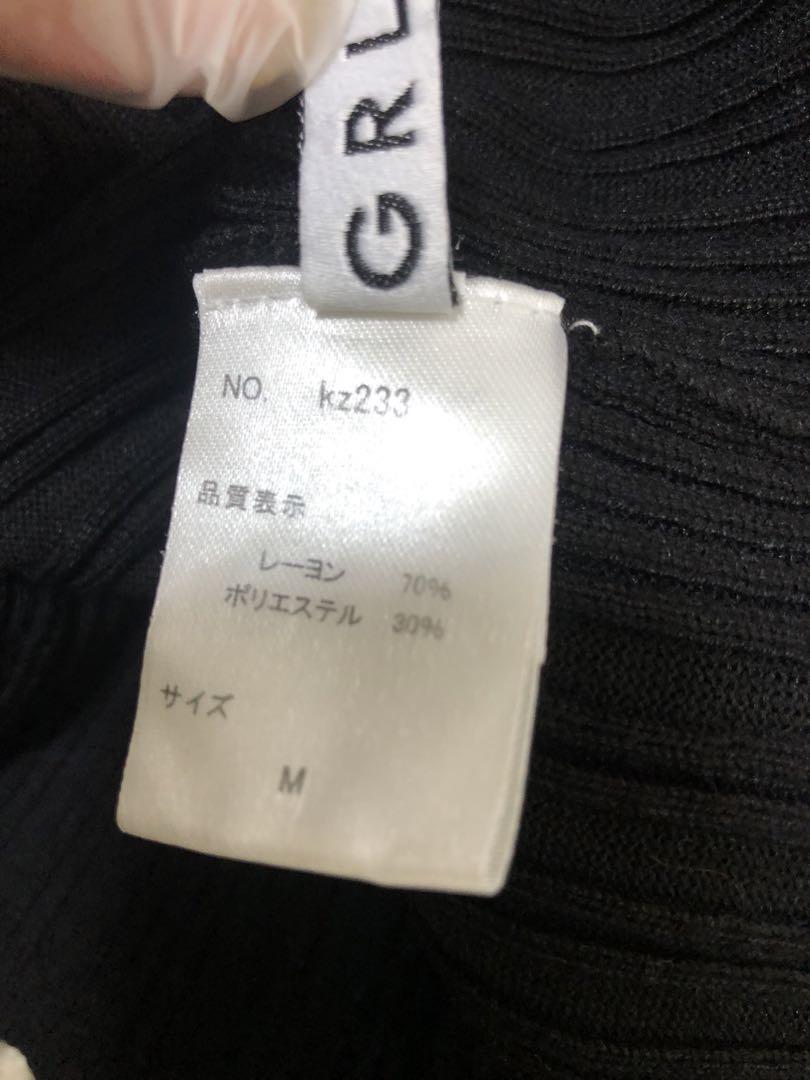 GRL
NO. kz233
品質表示
レーヨン 70%
ポリエステル 30%
サイズ
M